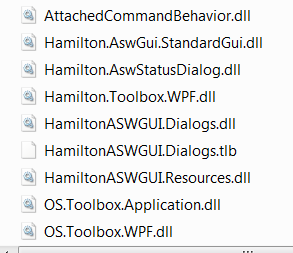 AttachedCommandBehavior.dll
Hamilton.AswGui.StandardGui.dll
Hamilton.AswStatusDialog.dll
Hamilton.Toolbox.WPF.dll
HamiltonASWGUI.Dialogs.dll
HamiltonASWGUI.Dialogs.tlb
HamiltonASWGUI.Resources.dll
OS.Toolbox.Application.dll
OS.Toolbox.WPF.dll